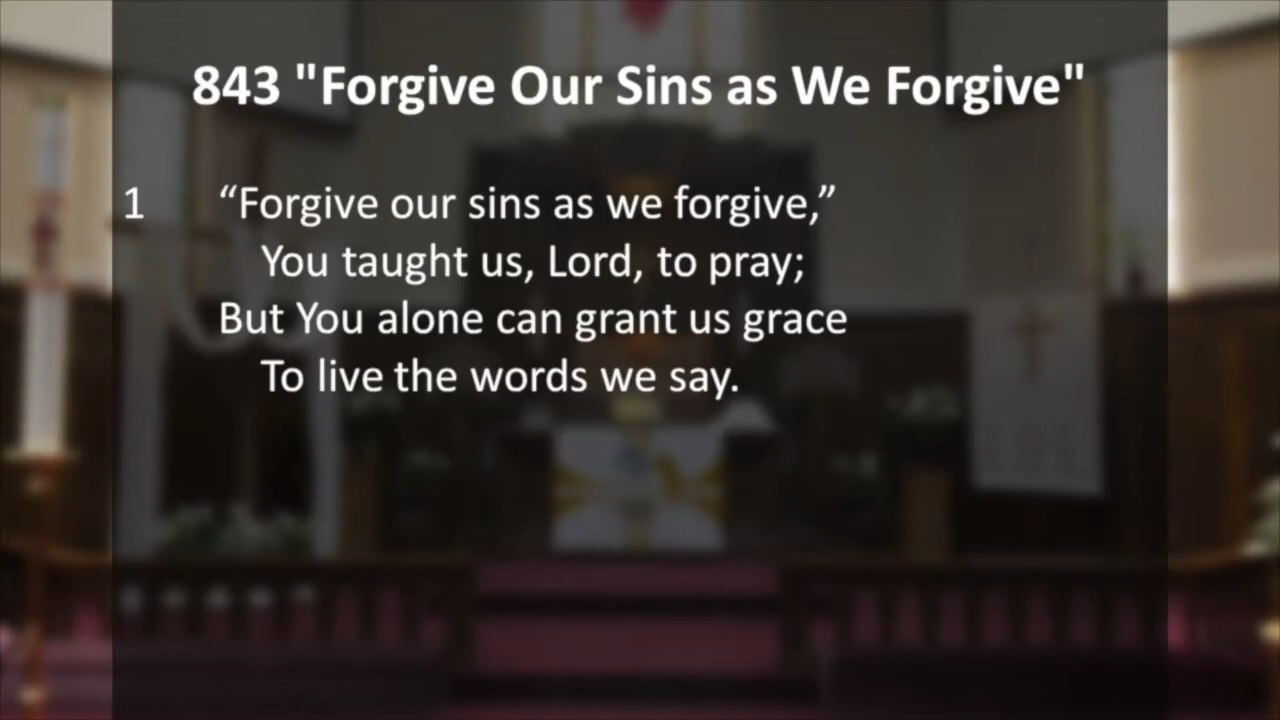 843 "Forgive Our Sins as We Forgive"
1 “Forgive our sins as we forgive,”
You taught us, Lord, to pray;
But You alone can grant us grace
To live the words we say.